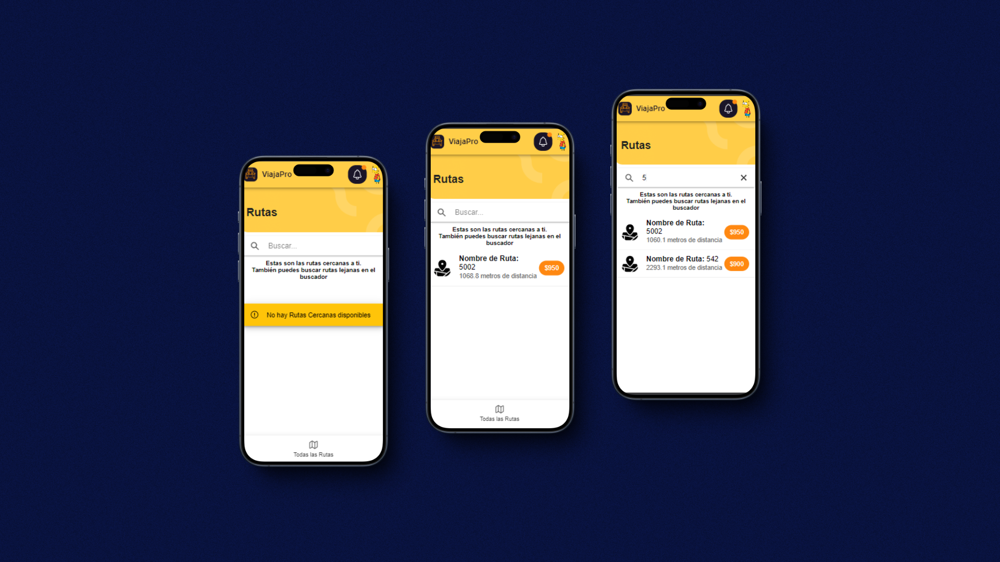 ViajaPro
Rutas
Buscar...
Estas son las rutas cercanas a ti.
También puedes buscar rutas lejanas en el
buscador
No hay Rutas Cercanas disponibles
Todas las Rutas
ViajaPro
Rutas
Buscar...
Estas son las rutas cercanas a ti.
También puedes buscar rutas lejanas en el
buscador
Nombre de Ruta:
5002
1068.8 metros de distancia
$950
Todas las Rutas
ViajaPro
Rutas
5
Estas son las rutas cercanas a ti.
También puedes buscar rutas lejanas en el
buscador
Nombre de Ruta:
5002
1060.1 metros de distancia
$950
Nombre de Ruta: 542
2293.1 metros de distancia
$900